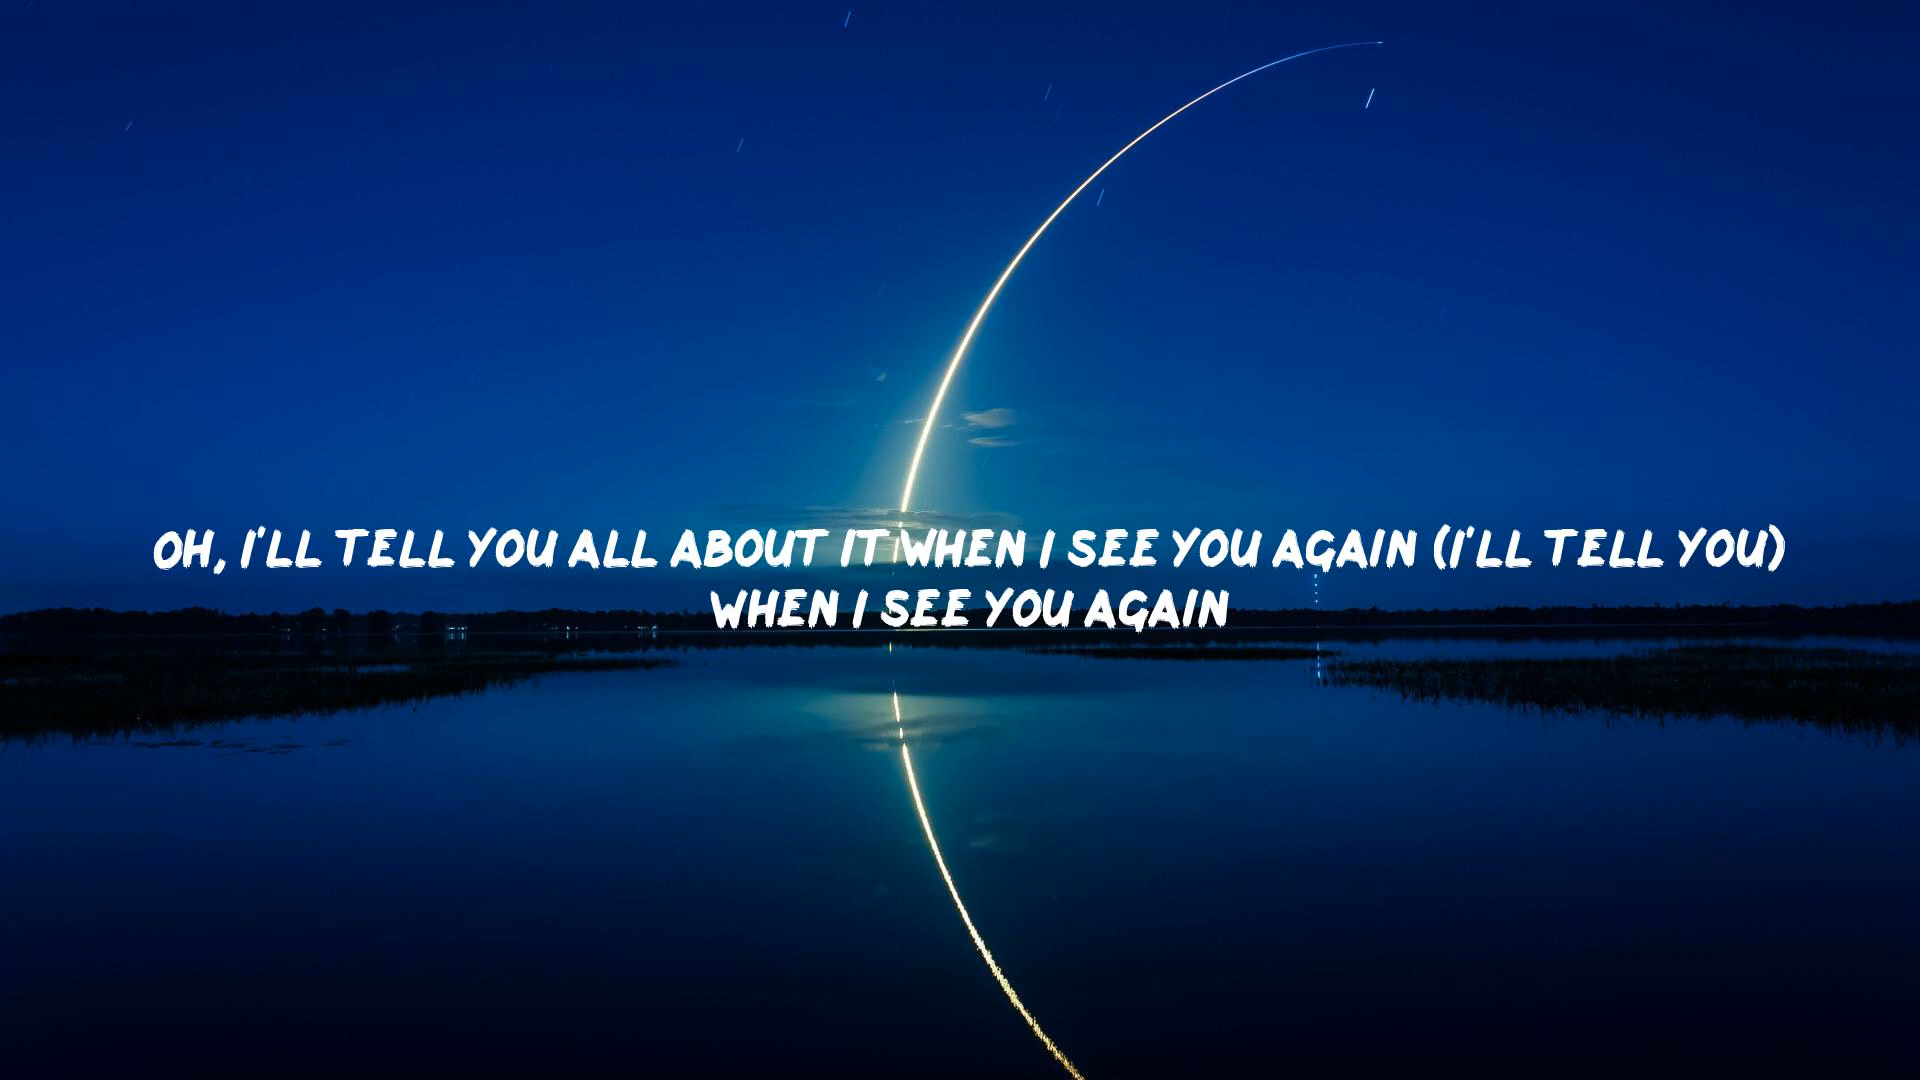 OH, I'LL TELL YOU ALL ABOUT IT WHEN I SEE YOU AGAIN (I'LL TELL YOU)
WHEN I SEE YOU AGAIN